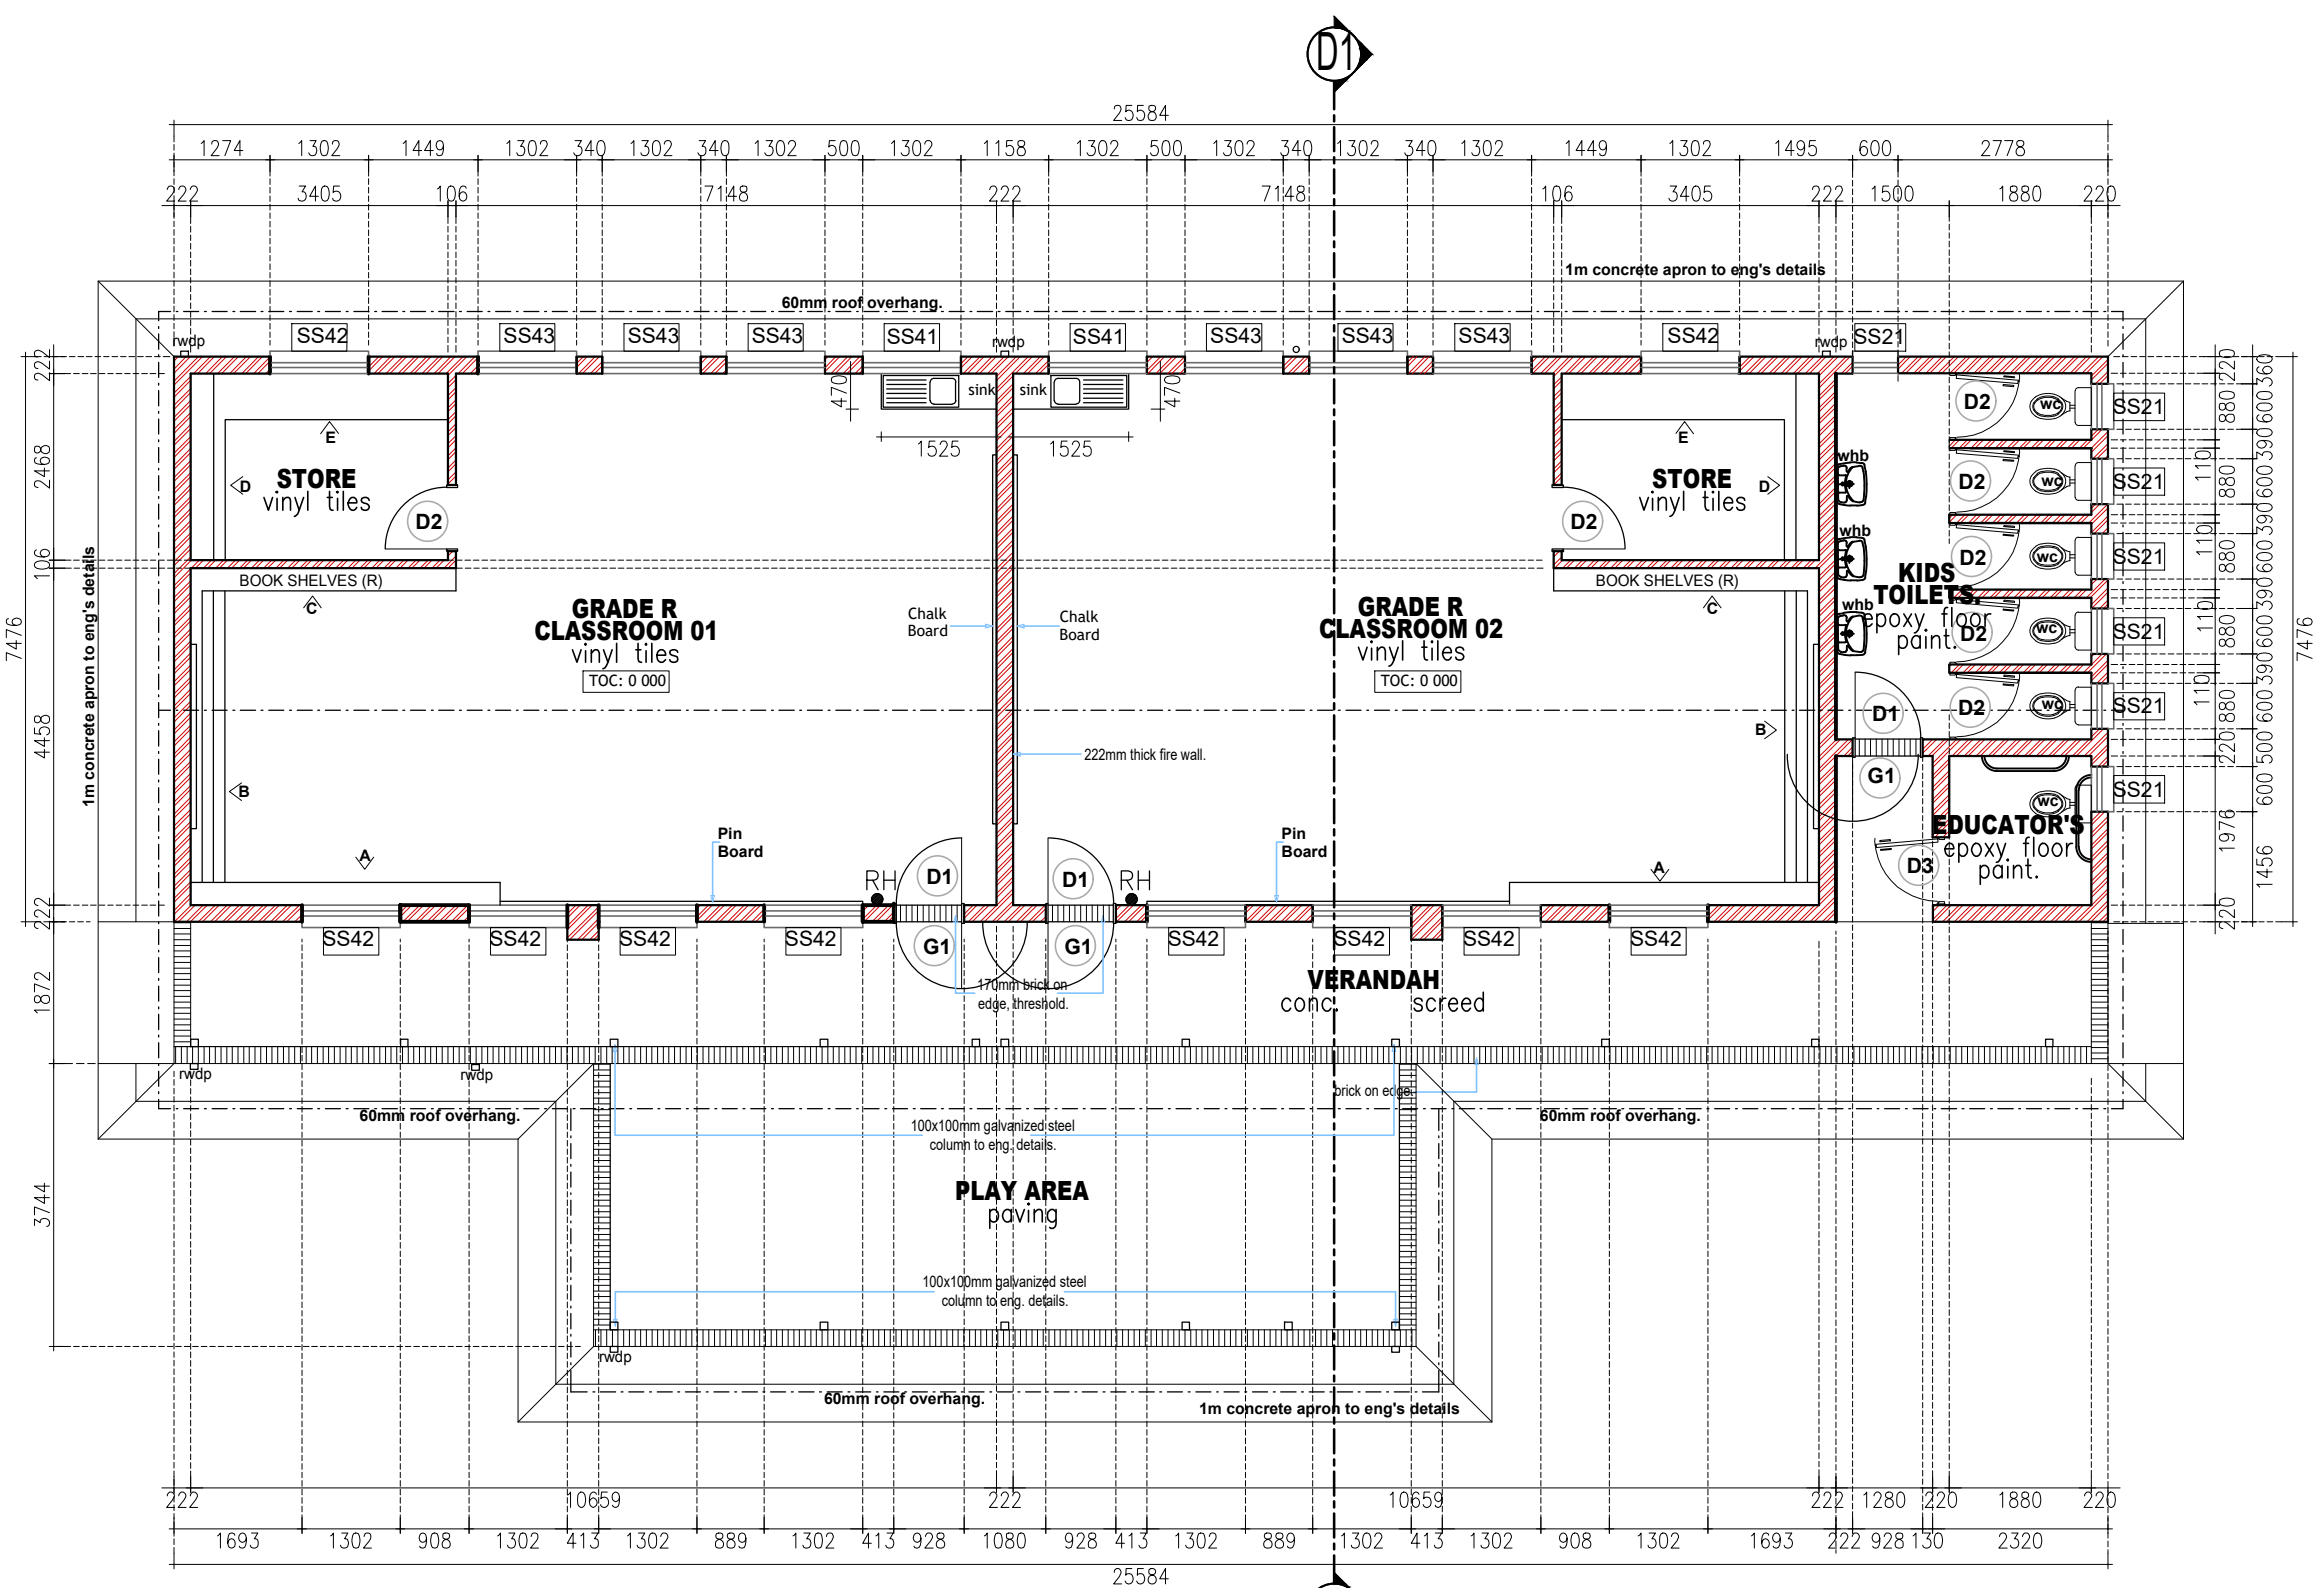 D1
25584
1274 1302 1449 1302 340 1302 340 1302 500 1302 1158 1302 500 1302 340 1302 340 1302 1449 1302 1495 600 2778
222 3405 106 7148 222 7148 106 3405 222 1500 1880 220
1m concrete apron to eng's details
60mm roof overhang.
rwdp SS42 SS43 SS43 SS43 SS41 rwdp SS41 SS43 SS43 SS43 SS42 rwdp SS21
222 2468 106 4458 222 1872 3744
7476
1m concrete apron to eng's details
470 sink sink 470
1525 1525
E
D
STORE
vinyl tiles
D2
BOOK SHELVES (R)
C
GRADE R
CLASSROOM 01
vinyl tiles
TOC: 0 000
B
A
Chalk
Board
Chalk
Board
222mm thick fire wall.
Pin
Board
RH
D1
G1
E
STORE
vinyl tiles
D
D2
BOOK SHELVES (R)
C
GRADE R
CLASSROOM 02
vinyl tiles
TOC: 0 000
B
A
Pin
Board
D1
RH
G1
whb
whb
whb
KIDS
TOILETS.
epoxy floor
paint.
D2 WC SS21
D2 WC SS21
D2 WC SS21
D2 WC SS21
D2 WC SS21
D1
G1
WC SS21
EDUCATOR'S
epoxy floor
paint.
D3
220 880 110 880 110 880 110 880 110 880 220 1976 220
360 600 390 600 390 600 390 600 390 600 500 600 1456
7476
SS42 SS42 SS42 SS42 SS42 SS42 SS42 SS42
170mm brick on
edge, threshold.
VERANDAH
conc. screed
rwdp
rwdp
brick on edge.
60mm roof overhang.
60mm roof overhang.
100x100mm galvanized steel
column to eng. details.
PLAY AREA
paving
100x100mm galvanized steel
column to eng. details.
rwdp
60mm roof overhang.
1m concrete apron to eng's details
222 10659 222 10659 222 1280 220 1880 220
1693 1302 908 1302 413 1302 889 1302 413 928 1080 928 413 1302 889 1302 413 1302 908 1302 1693 222 928 130 2320
25584